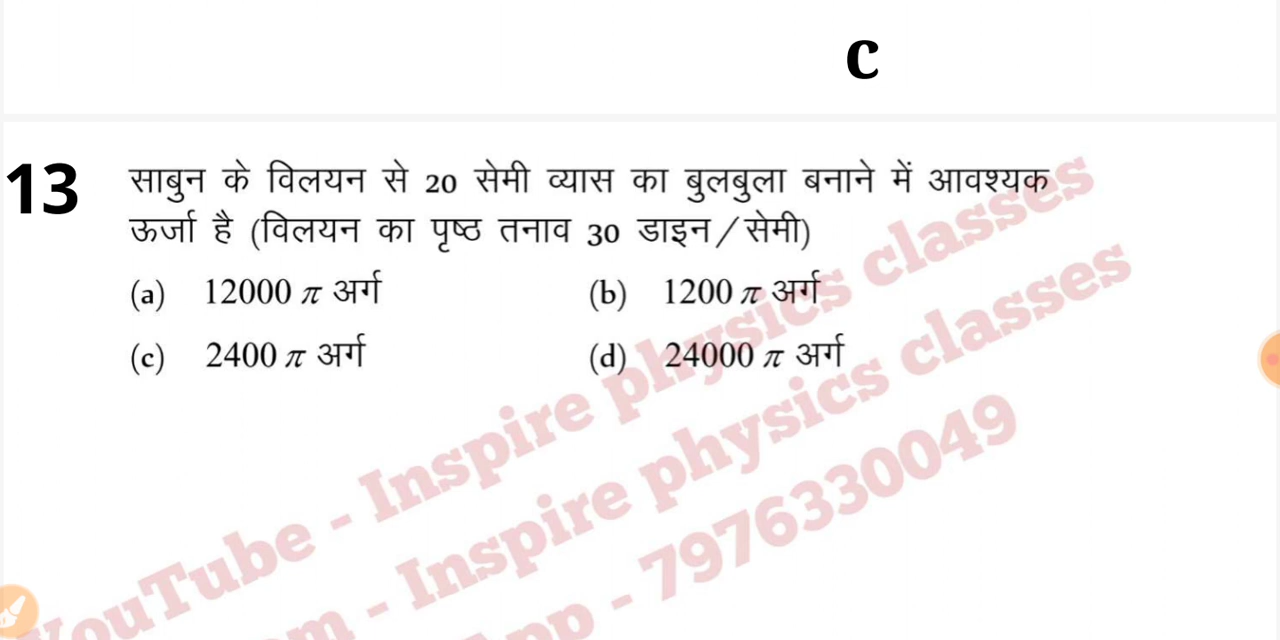 C
13 साबुन के विलयन से 20 सेमी व्यास का बुलबुला बनाने में आवश्यक
ऊर्जा है (विलयन का पृष्ठ तनाव 30 डाइन/सेमी)
(a) 12000 π अर्ग (b) 1200 π अर्ग
(c) 2400 π अर्ग (d) 24000 π अर्ग
YouTube - Inspire physics classes
m - Inspire physics classes
pp - 7976330049